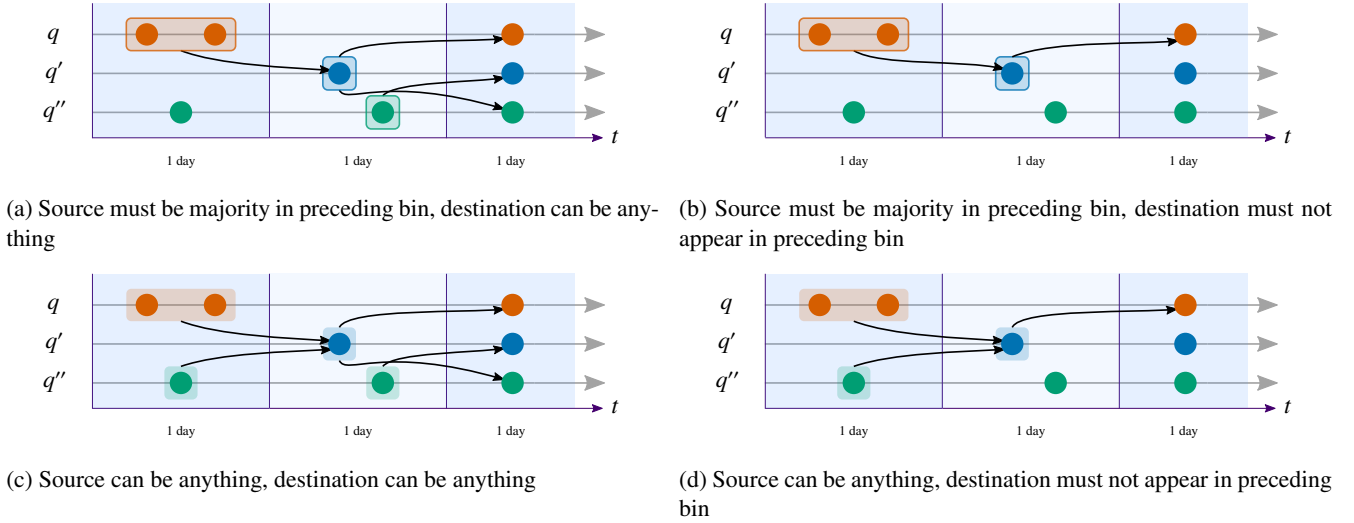 q
q′
q″
t
1 day 1 day 1 day
(a) Source must be majority in preceding bin, destination can be any-
thing
q
q′
q″
t
1 day 1 day 1 day
(b) Source must be majority in preceding bin, destination must not
appear in preceding bin
q
q′
q″
t
1 day 1 day 1 day
(c) Source can be anything, destination can be anything
q
q′
q″
t
1 day 1 day 1 day
(d) Source can be anything, destination must not appear in preceding
bin